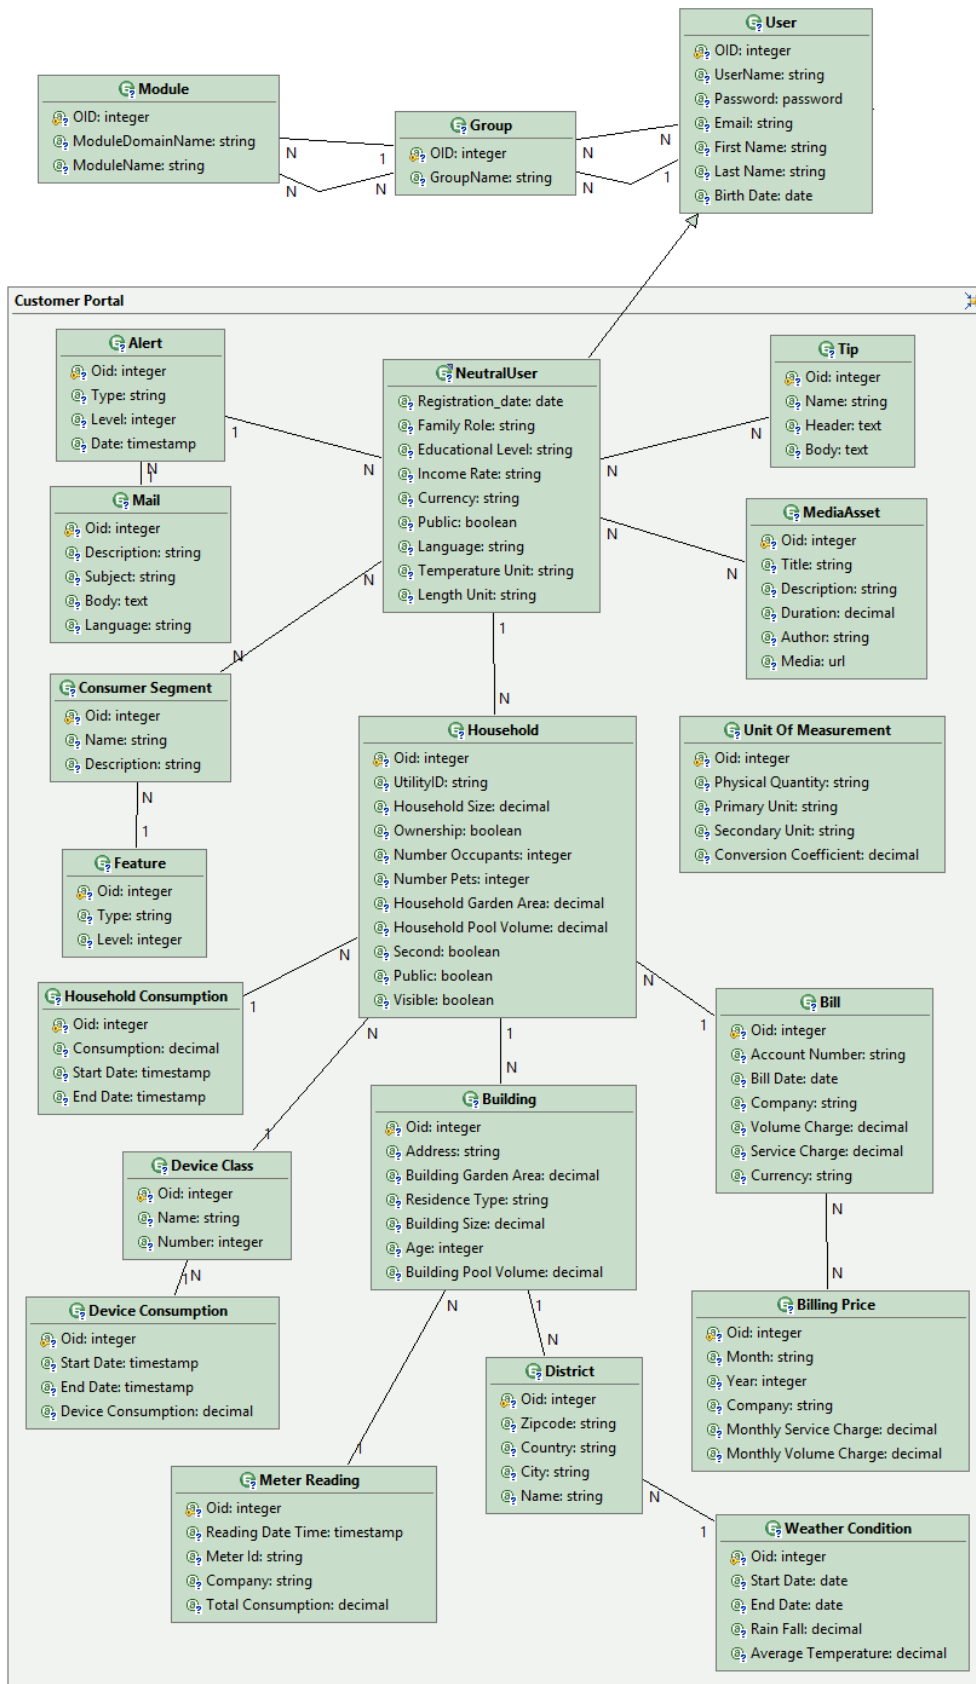 User
OID: integer
UserName: string
Password: password
Email: string
First Name: string
Last Name: string
Birth Date: date
Module
OID: integer
ModuleDomainName: string
ModuleName: string
Group
OID: integer
GroupName: string
N
1
N
N
N
N
N
1
Customer Portal
Alert
Oid: integer
Type: string
Level: integer
Date: timestamp
1
N
N
1
Mail
Oid: integer
Description: string
Subject: string
Body: text
Language: string
NeutralUser
Registration_date: date
Family Role: string
Educational Level: string
Income Rate: string
Currency: string
Public: boolean
Language: string
Temperature Unit: string
Length Unit: string
Tip
Oid: integer
Name: string
Header: text
Body: text
N
N
N
N
MediaAsset
Oid: integer
Title: string
Description: string
Duration: decimal
Author: string
Media: url
N
N
Consumer Segment
Oid: integer
Name: string
Description: string
N
1
Feature
Oid: integer
Type: string
Level: integer
1
N
Household
Oid: integer
UtilityID: string
Household Size: decimal
Ownership: boolean
Number Occupants: integer
Number Pets: integer
Household Garden Area: decimal
Household Pool Volume: decimal
Second: boolean
Public: boolean
Visible: boolean
Unit Of Measurement
Oid: integer
Physical Quantity: string
Primary Unit: string
Secondary Unit: string
Conversion Coefficient: decimal
N
1
Household Consumption
Oid: integer
Consumption: decimal
Start Date: timestamp
End Date: timestamp
N
1
1
N
N
1
Bill
Oid: integer
Account Number: string
Bill Date: date
Company: string
Volume Charge: decimal
Service Charge: decimal
Currency: string
Building
Oid: integer
Address: string
Building Garden Area: decimal
Residence Type: string
Building Size: decimal
Age: integer
Building Pool Volume: decimal
Device Class
Oid: integer
Name: string
Number: integer
1
N
Device Consumption
Oid: integer
Start Date: timestamp
End Date: timestamp
Device Consumption: decimal
N
N
Billing Price
Oid: integer
Month: string
Year: integer
Company: string
Monthly Service Charge: decimal
Monthly Volume Charge: decimal
N
1
1
N
District
Oid: integer
Zipcode: string
Country: string
City: string
Name: string
Meter Reading
Oid: integer
Reading Date Time: timestamp
Meter Id: string
Company: string
Total Consumption: decimal
N
1
Weather Condition
Oid: integer
Start Date: date
End Date: date
Rain Fall: decimal
Average Temperature: decimal